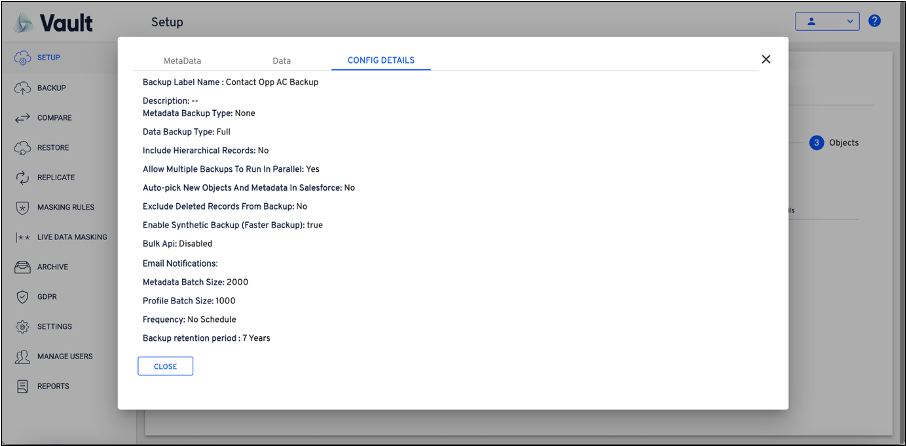 Vault
Setup
SETUP
BACKUP
COMPARE
RESTORE
REPLICATE
MASKING RULES
LIVE DATA MASKING
ARCHIVE
GDPR
SETTINGS
MANAGE USERS
REPORTS
MetaData Data CONFIG DETAILS
Backup Label Name : Contact Opp AC Backup
Description: --
Metadata Backup Type: None
Data Backup Type: Full
Include Hierarchical Records: No
Allow Multiple Backups To Run In Parallel: Yes
Auto-pick New Objects And Metadata In Salesforce: No
Exclude Deleted Records From Backup: No
Enable Synthetic Backup (Faster Backup): true
Bulk Api: Disabled
Email Notifications:
Metadata Batch Size: 2000
Profile Batch Size: 1000
Frequency: No Schedule
Backup retention period : 7 Years
CLOSE
3 Objects
?